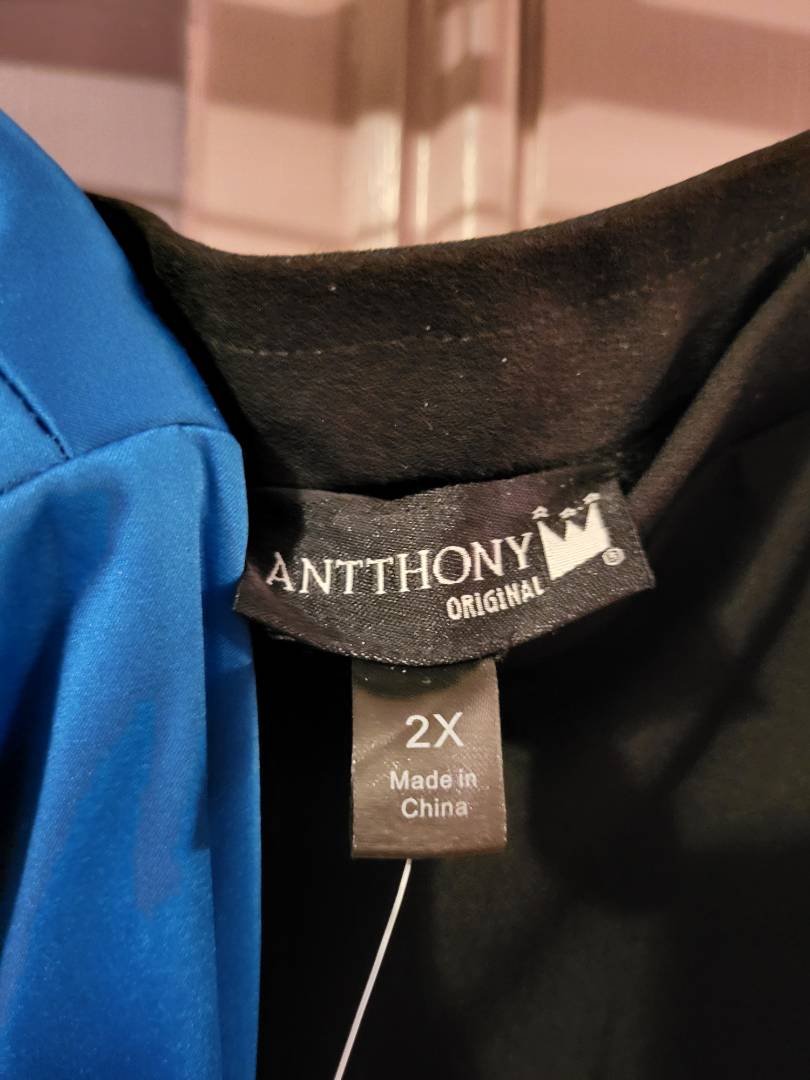 ANTTHONY
ORiGiNAL
®
2X
Made in
China